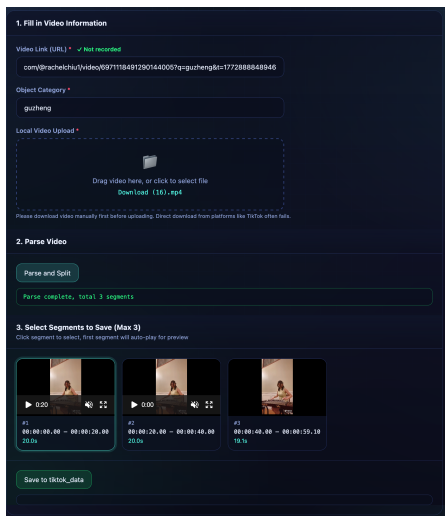 1. Fill in Video Information
Video Link (URL) * ✓ Not recorded
com/@rachelchiu1/video/6971118491290144005?q=guzheng&t=1772888848946
Object Category *
guzheng
Local Video Upload *
Drag video here, or click to select file
Download (16).mp4
Please download video manually first before uploading. Direct download from platforms like TikTok often fails.
2. Parse Video
Parse and Split
Parse complete, total 3 segments
3. Select Segments to Save (Max 3)
Click segment to select, first segment will auto-play for preview
0:20
0:00
#1
#2
#3
00:00:00.00 – 00:00:20.00
00:00:20.00 – 00:00:40.00
00:00:40.00 – 00:00:59.10
20.0s
20.0s
19.1s
Save to tiktok_data